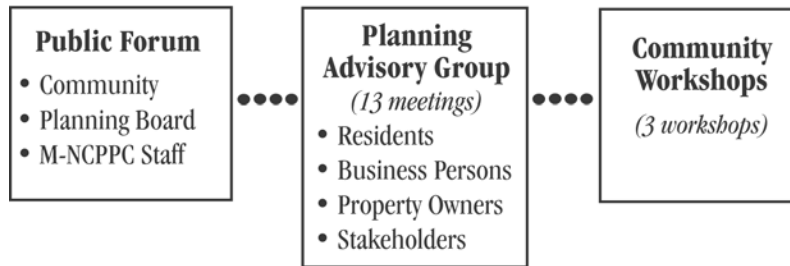 Public Forum
• Community
• Planning Board
• M-NCPPC Staff
Planning
Advisory Group
(13 meetings)
• Residents
• Business Persons
• Property Owners
• Stakeholders
Community
Workshops
(3 workshops)